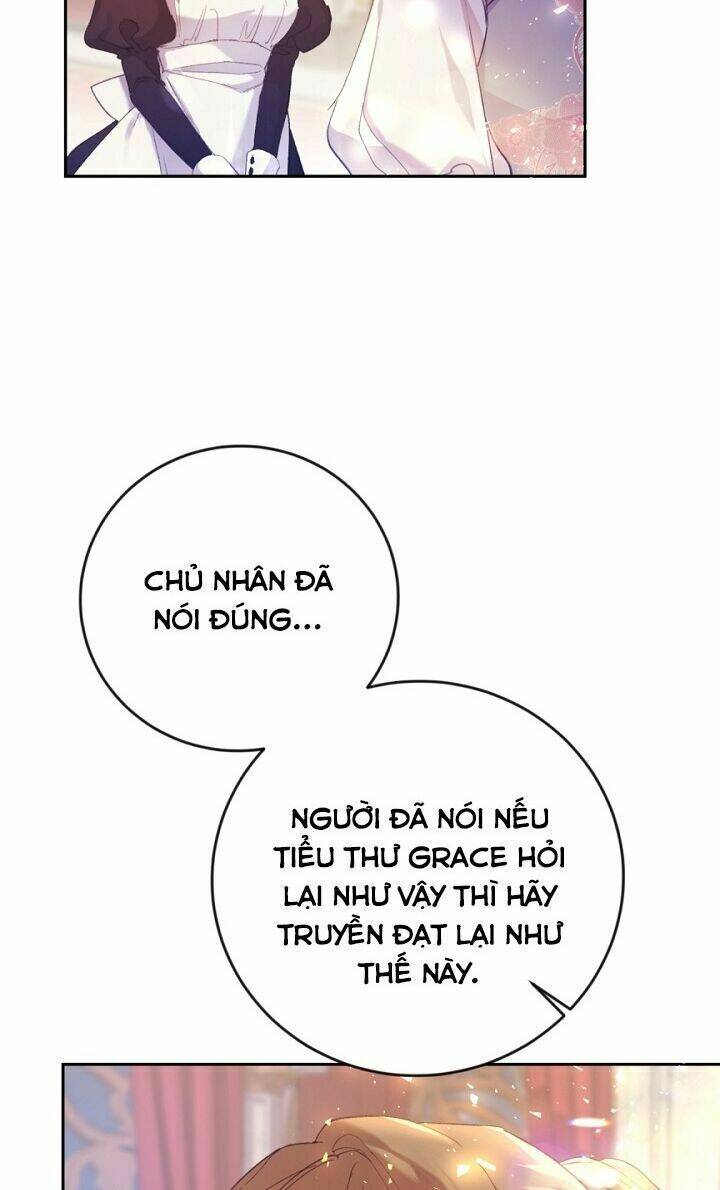 CHỦ NHÂN ĐÃ
NÓI ĐÚNG...
NGƯỜI ĐÃ NÓI NẾU
TIỂU THƯ GRACE HỎI
LẠI NHƯ VẬY THÌ HÃY
TRUYỀN ĐẠT LẠI NHƯ
THẾ NÀY.